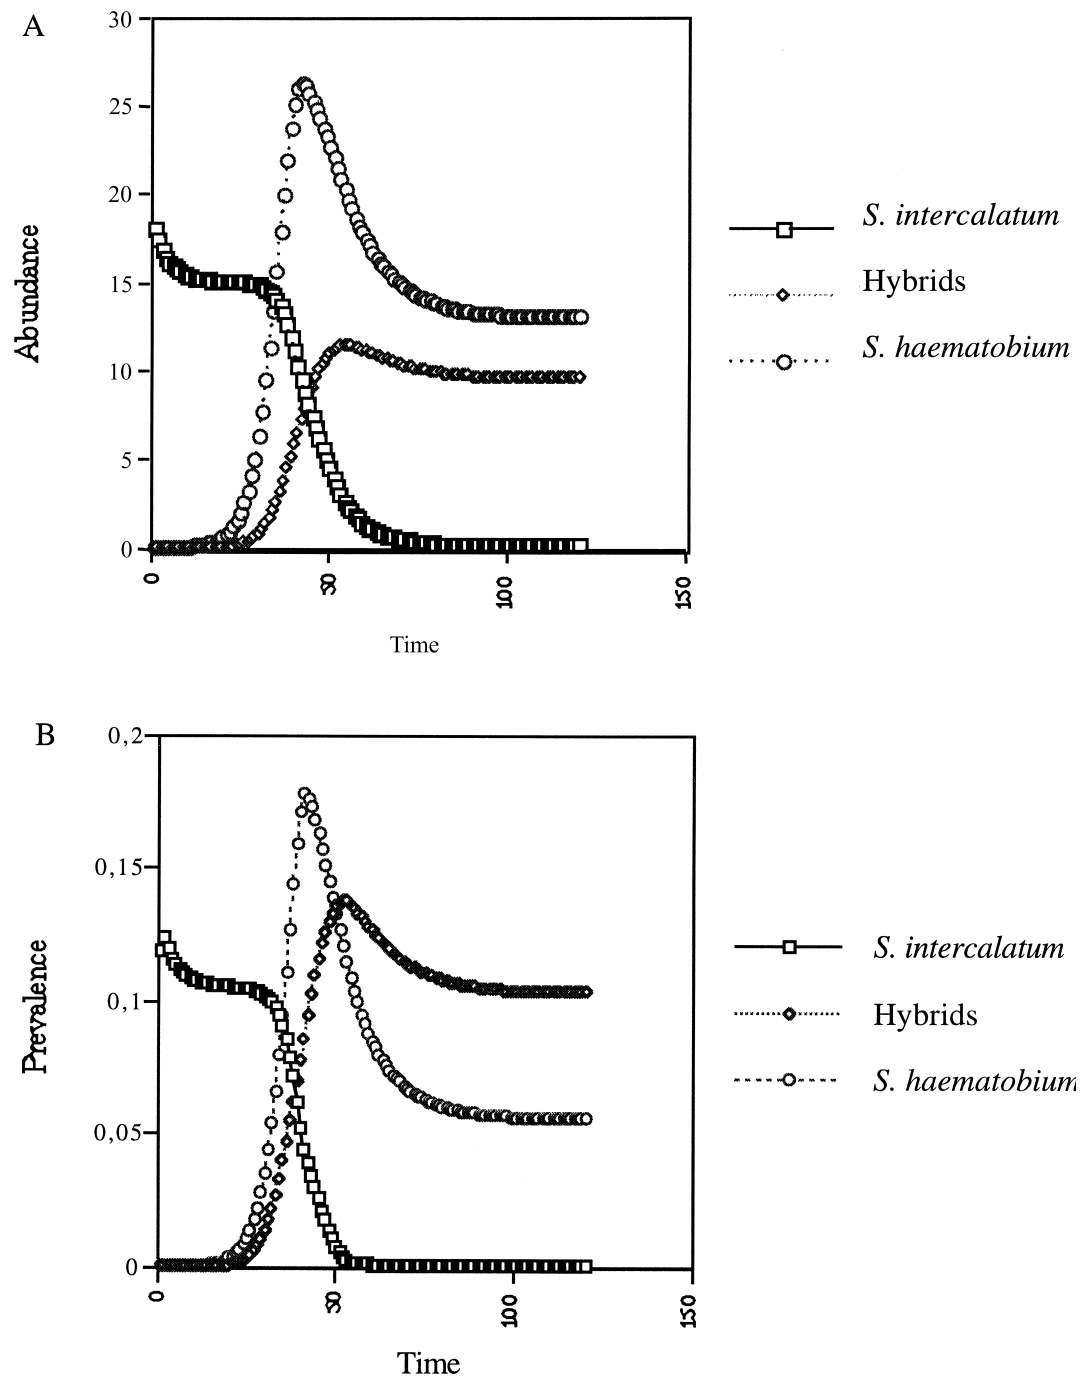 A
30
25
20
15
10
5
0
Abundance
0
50
100
150
Time
S. intercalatum
Hybrids
S. haematobium
B
0,2
0,15
0,1
0,05
0
Prevalence
0
50
100
150
Time
S. intercalatum
Hybrids
S. haematobium